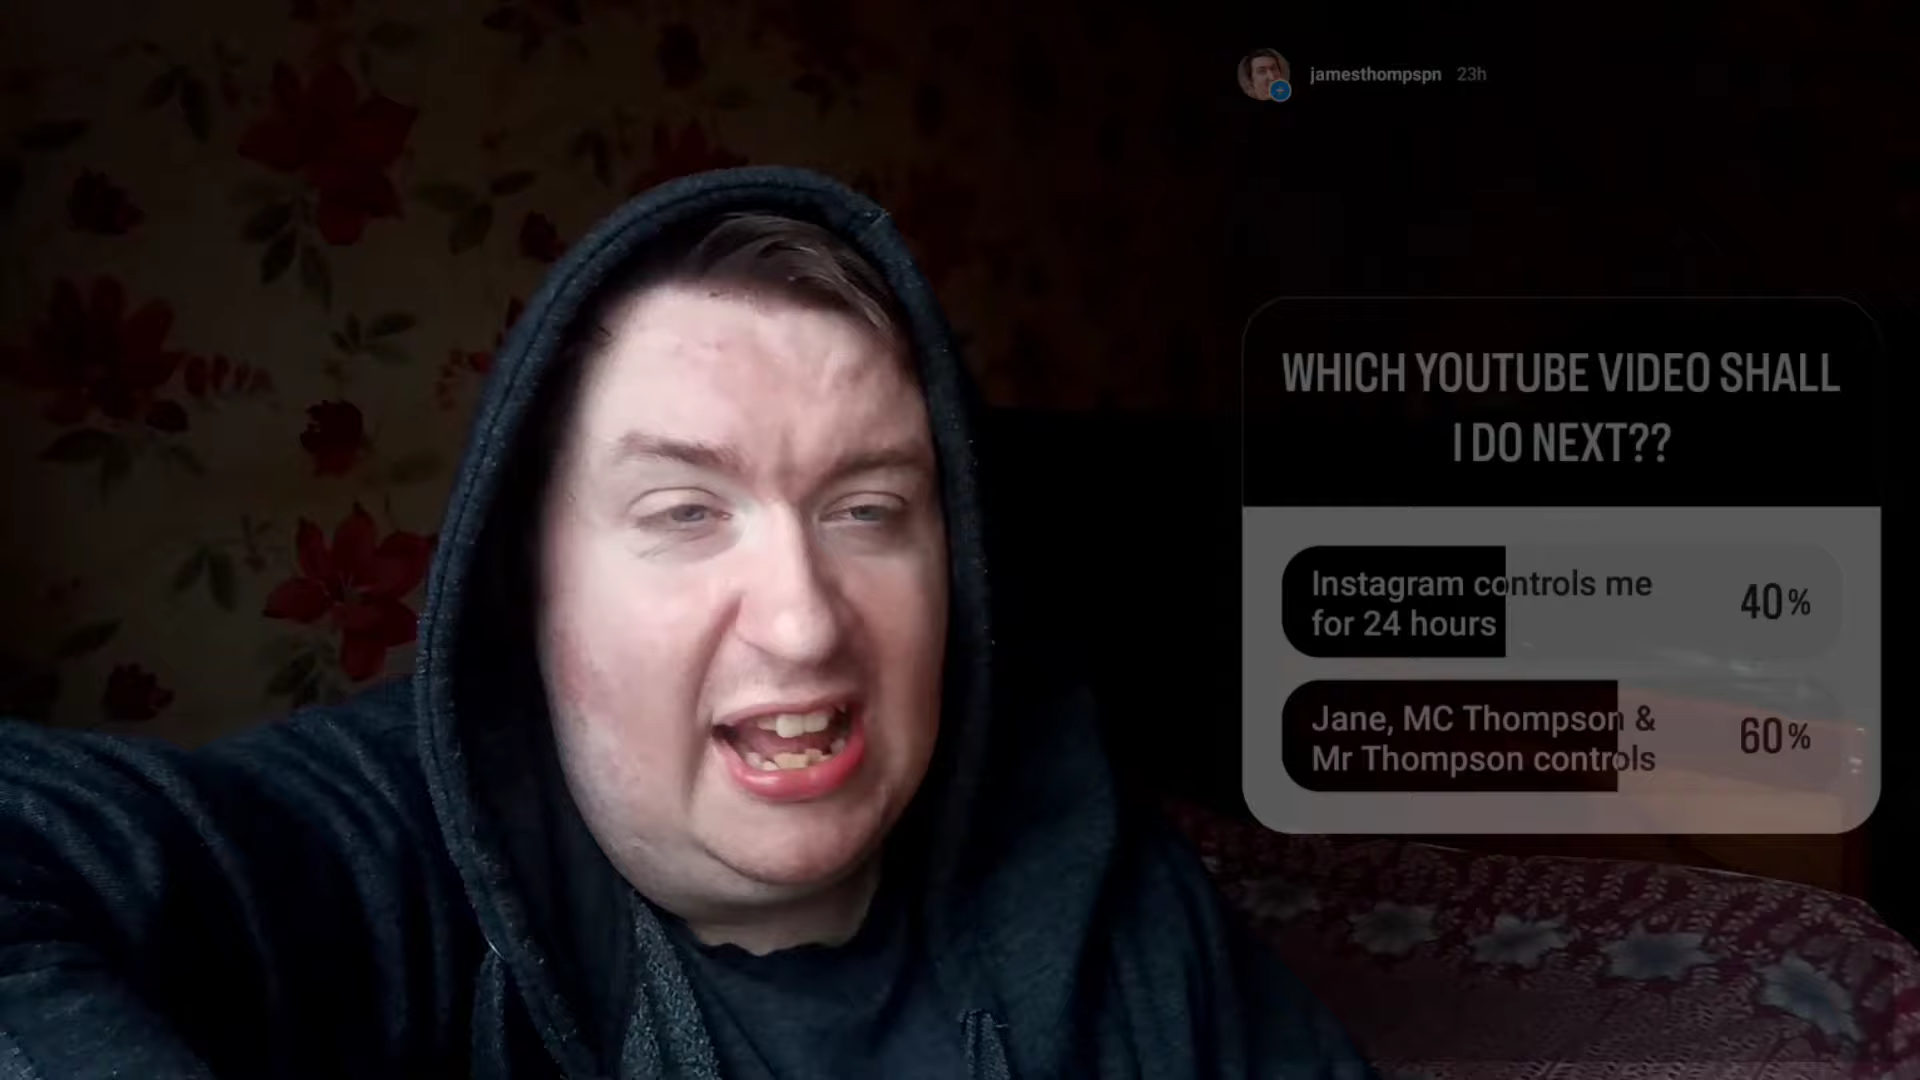 jamesthompspn 23h
WHICH YOUTUBE VIDEO SHALL
I DO NEXT??
Instagram controls me
for 24 hours
40%
Jane, MC Thompson &
Mr Thompson controls
60%